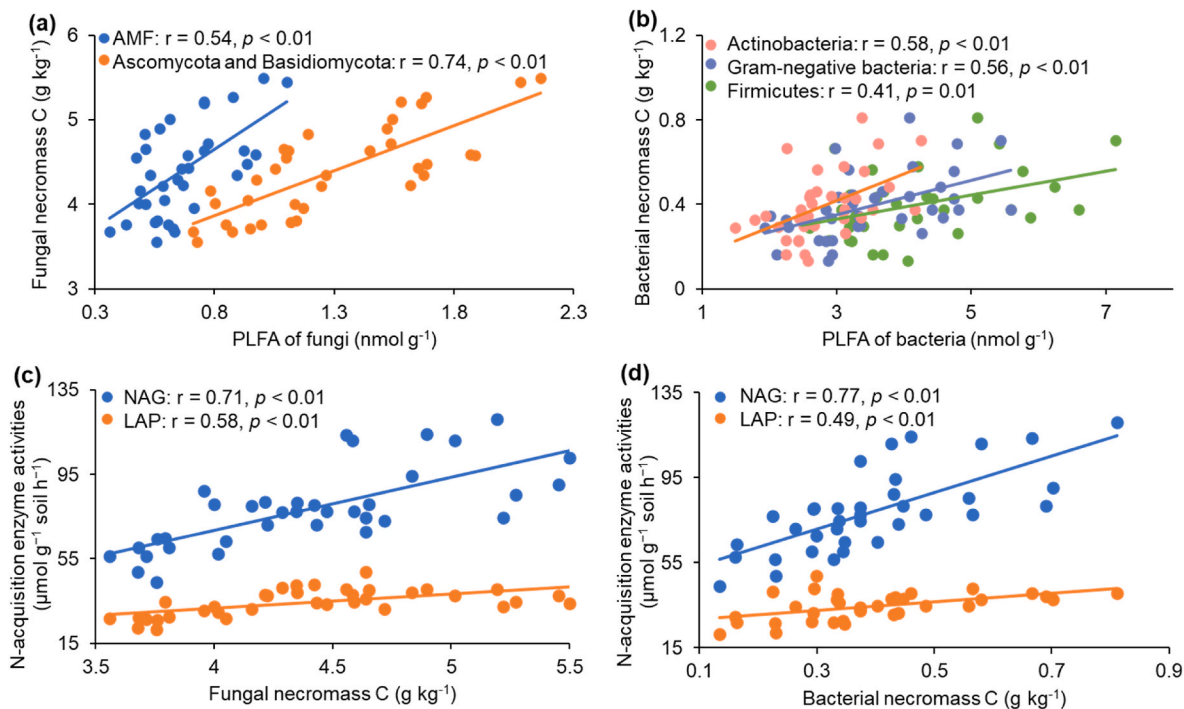 (a)
AMF: r = 0.54, p < 0.01
Ascomycota and Basidiomycota: r = 0.74, p < 0.01
Fungal necromass C (g kg⁻¹)
6
5
4
3
0.3 0.8 1.3 1.8 2.3
PLFA of fungi (nmol g⁻¹)
(b)
Actinobacteria: r = 0.58, p < 0.01
Gram-negative bacteria: r = 0.56, p < 0.01
Firmicutes: r = 0.41, p = 0.01
Bacterial necromass C (g kg⁻¹)
1.2
0.8
0.4
0
1 3 5 7
PLFA of bacteria (nmol g⁻¹)
(c)
NAG: r = 0.71, p < 0.01
LAP: r = 0.58, p < 0.01
N-acquisition enzyme activities
(μmol g⁻¹ soil h⁻¹)
135
95
55
15
3.5 4 4.5 5 5.5
Fungal necromass C (g kg⁻¹)
(d)
NAG: r = 0.77, p < 0.01
LAP: r = 0.49, p < 0.01
N-acquisition enzyme activities
(μmol g⁻¹ soil h⁻¹)
135
95
55
15
0.1 0.3 0.5 0.7 0.9
Bacterial necromass C (g kg⁻¹)